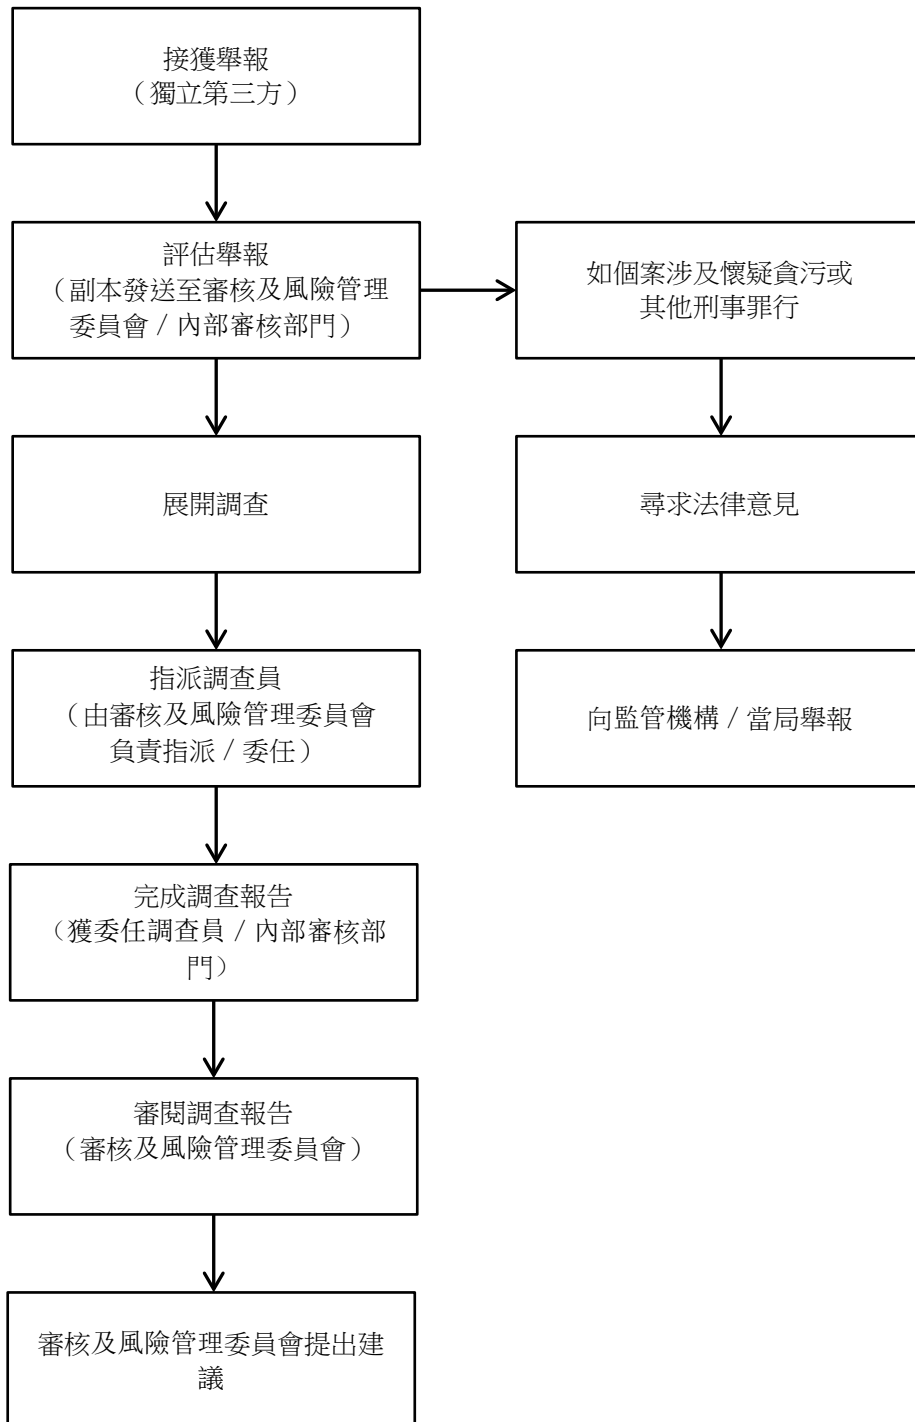 接獲舉報
（獨立第三方）
評估舉報
（副本發送至審核及風險管理
委員會 / 內部審核部門）
如個案涉及懷疑貪污或
其他刑事罪行
展開調查
尋求法律意見
指派調查員
（由審核及風險管理委員會
負責指派 / 委任）
向監管機構 / 當局舉報
完成調查報告
（獲委任調查員 / 內部審核部
門）
審閱調查報告
（審核及風險管理委員會）
審核及風險管理委員會提出建
議